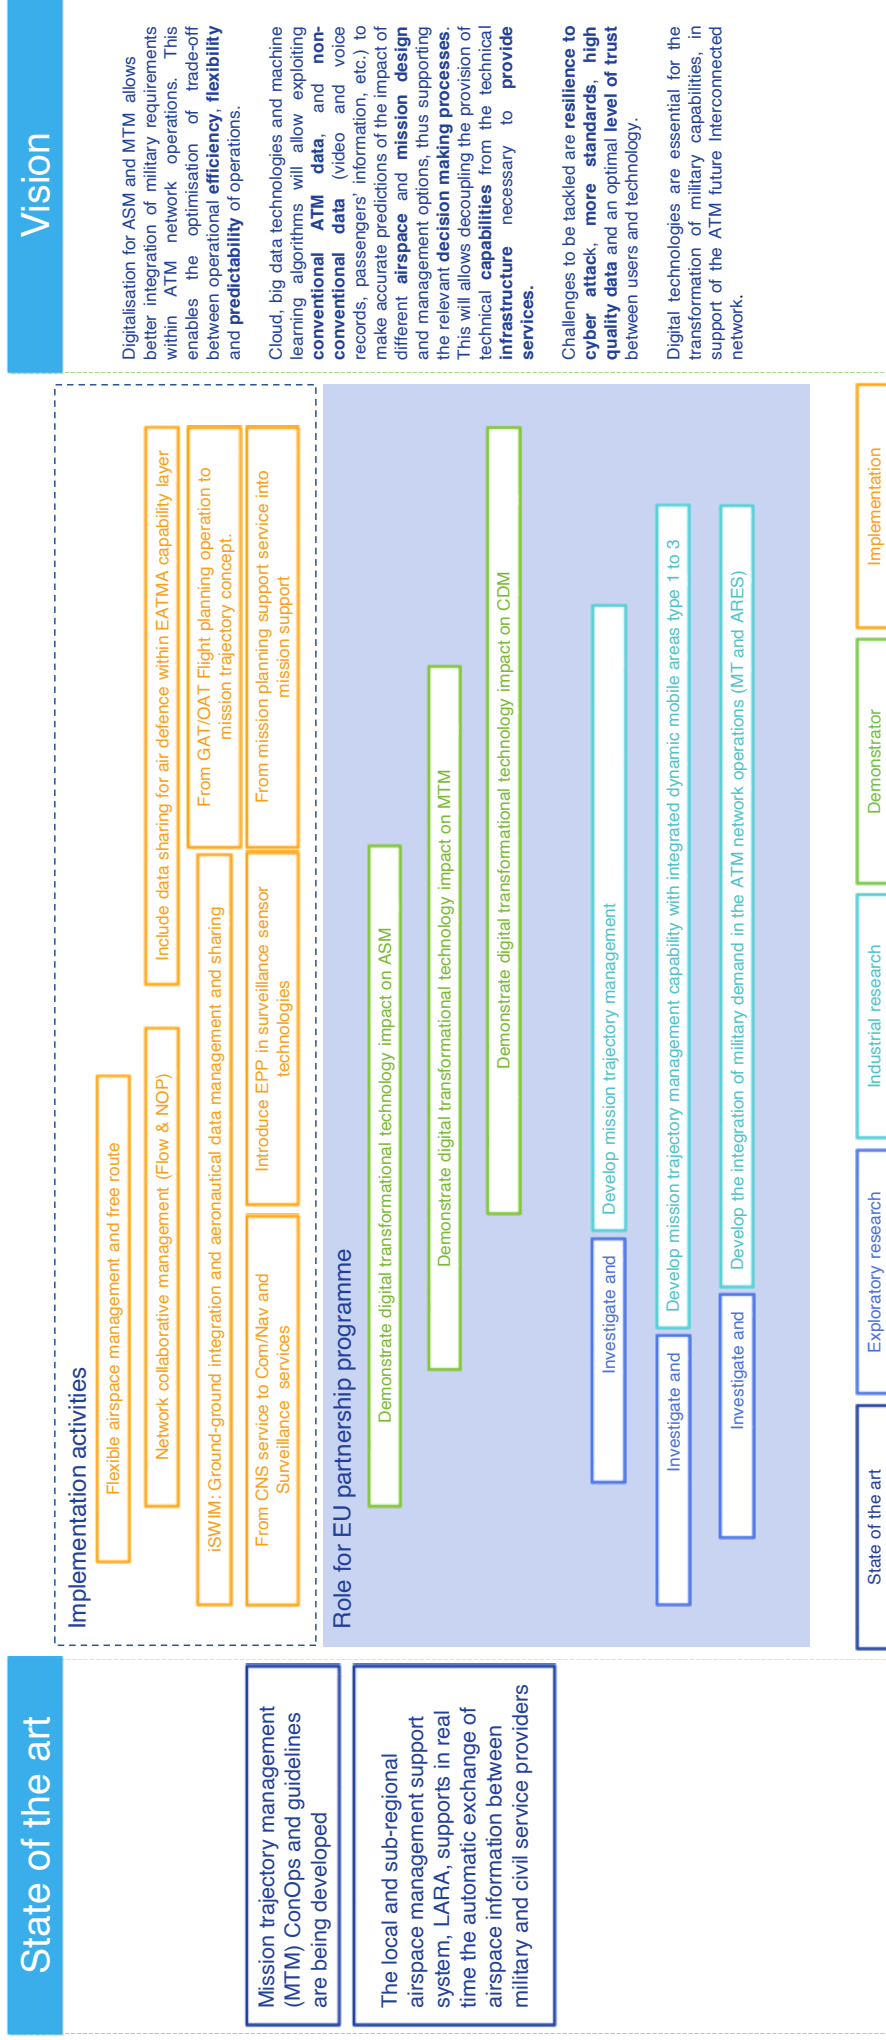 State of the art
Mission trajectory management
(MTM) ConOps and guidelines
are being developed
The local and sub-regional
airspace management support
system, LARA, supports in real
time the automatic exchange of
airspace information between
military and civil service providers
Implementation activities
Flexible airspace management and free route
Network collaborative management (Flow & NOP)
Include data sharing for air defence within EATMA capability layer
iSWIM: Ground-ground integration and aeronautical data management and sharing
From GAT/OAT Flight planning operation to
mission trajectory concept.
From CNS service to Com/Nav and
Surveillance services
Introduce EPP in surveillance sensor
technologies
From mission planning support service into
mission support
Role for EU partnership programme
Demonstrate digital transformational technology impact on ASM
Demonstrate digital transformational technology impact on MTM
Demonstrate digital transformational technology impact on CDM
Investigate and
Develop mission trajectory management
Investigate and
Develop mission trajectory management capability with integrated dynamic mobile areas type 1 to 3
Investigate and
Develop the integration of military demand in the ATM network operations (MT and ARES)
Vision
Digitalisation for ASM and MTM allows
better integration of military requirements
within ATM network operations. This
enables the optimisation of trade-off
between operational efficiency, flexibility
and predictability of operations.
Cloud, big data technologies and machine
learning algorithms will allow exploiting
conventional ATM data, and non-
conventional data (video and voice
records, passengers' information, etc.) to
make accurate predictions of the impact of
different airspace and mission design
and management options, thus supporting
the relevant decision making processes.
This will allows decoupling the provision of
technical capabilities from the technical
infrastructure necessary to provide
services.
Challenges to be tackled are resilience to
cyber attack, more standards, high
quality data and an optimal level of trust
between users and technology.
Digital technologies are essential for the
transformation of military capabilities, in
support of the ATM future Interconnected
network.
State of the art
Exploratory research
Industrial research
Demonstrator
Implementation